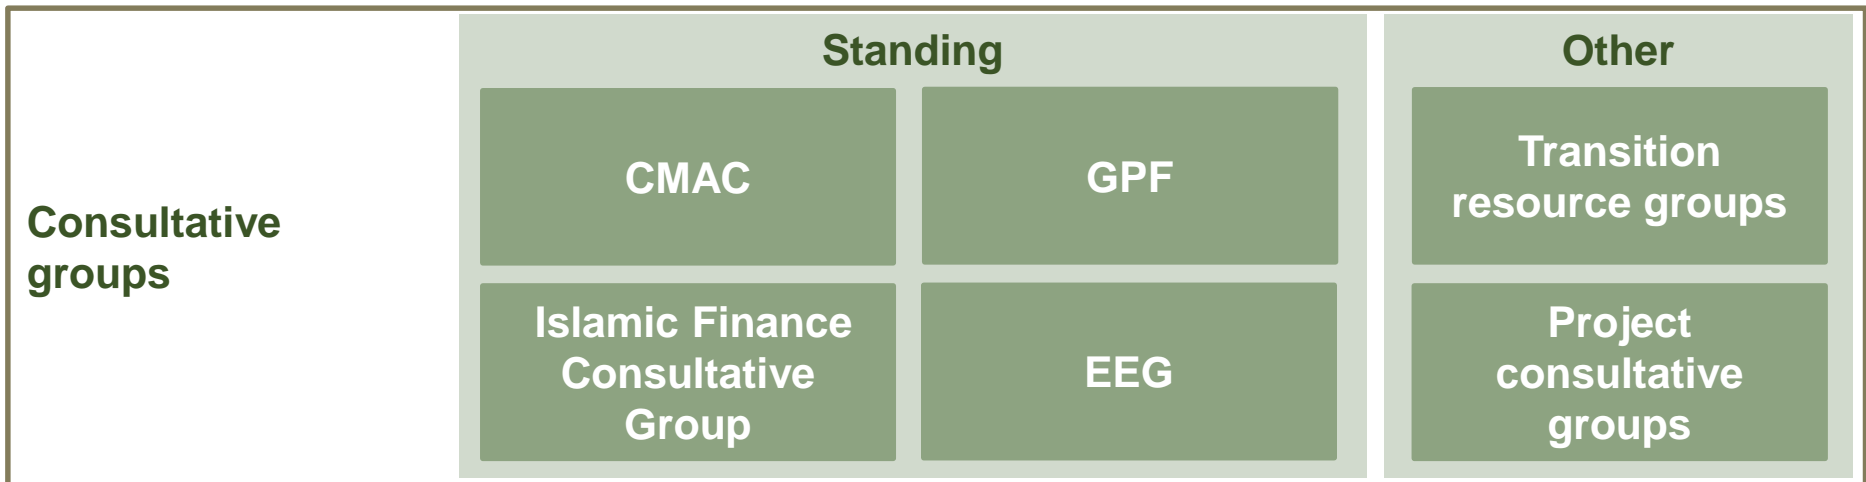 Consultative
groups
Standing
CMAC
GPF
Islamic Finance
Consultative
Group
EEG
Other
Transition
resource groups
Project
consultative
groups